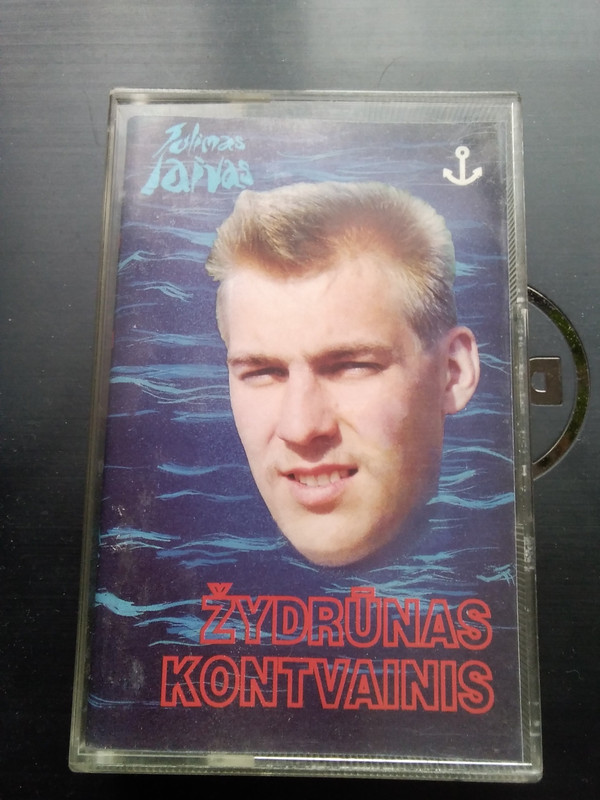 Tolimas
laivas
ŽYDRŪNAS
KONTVAINIS